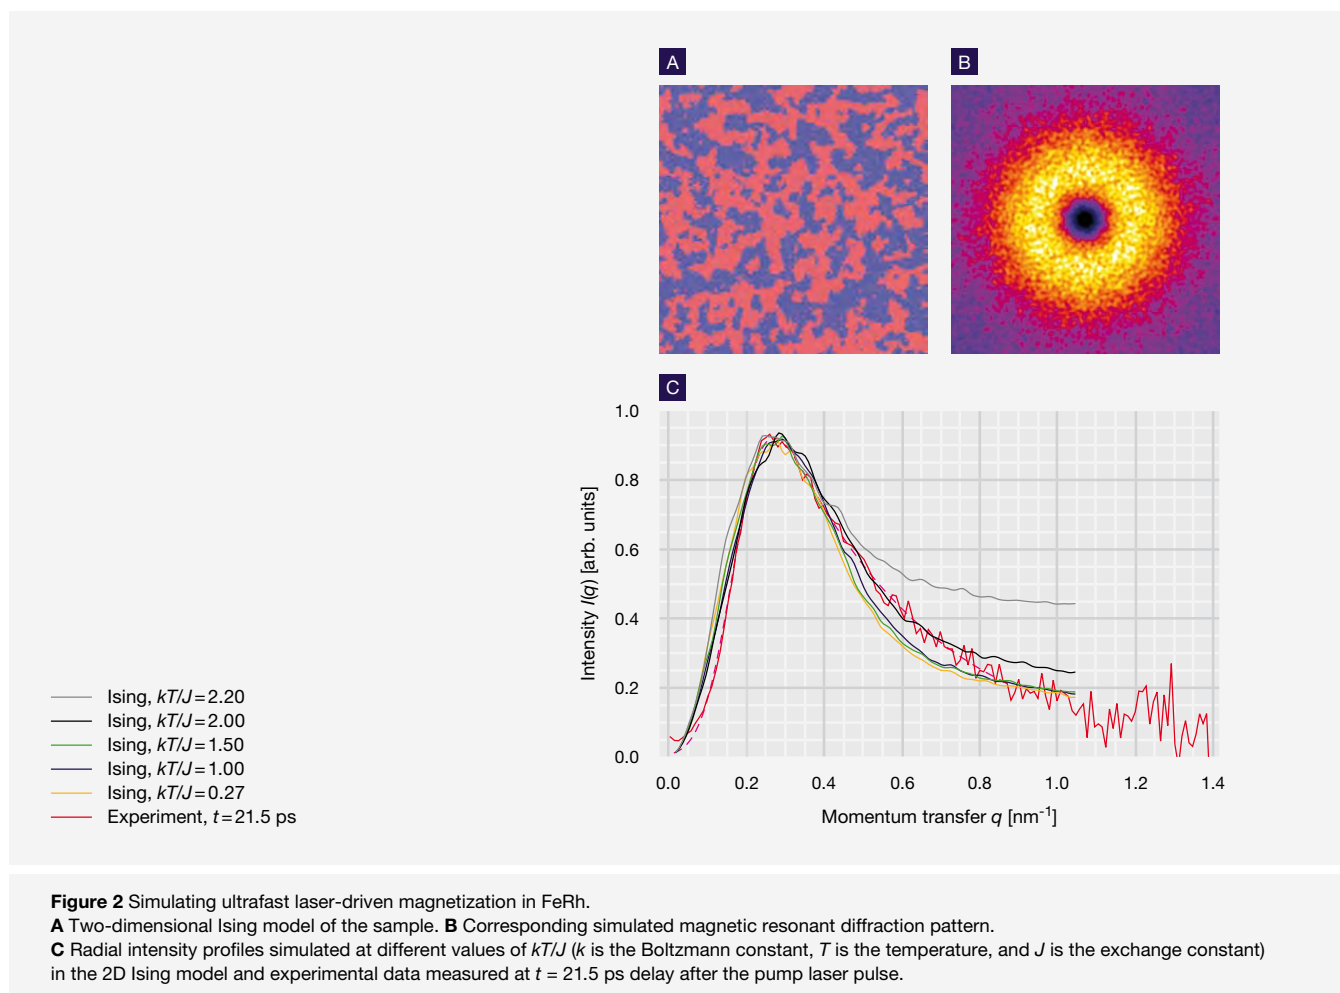 A
B
C
1.0
0.8
0.6
0.4
0.2
0.0
Intensity I(q) [arb. units]
0.0 0.2 0.4 0.6 0.8 1.0 1.2 1.4
Momentum transfer q [nm-1]
Ising, kT/J = 2.20
Ising, kT/J = 2.00
Ising, kT/J = 1.50
Ising, kT/J = 1.00
Ising, kT/J = 0.27
Experiment, t = 21.5 ps
Figure 2 Simulating ultrafast laser-driven magnetization in FeRh.
A Two-dimensional Ising model of the sample. B Corresponding simulated magnetic resonant diffraction pattern.
C Radial intensity profiles simulated at different values of kT/J (k is the Boltzmann constant, T is the temperature, and J is the exchange constant)
in the 2D Ising model and experimental data measured at t = 21.5 ps delay after the pump laser pulse.